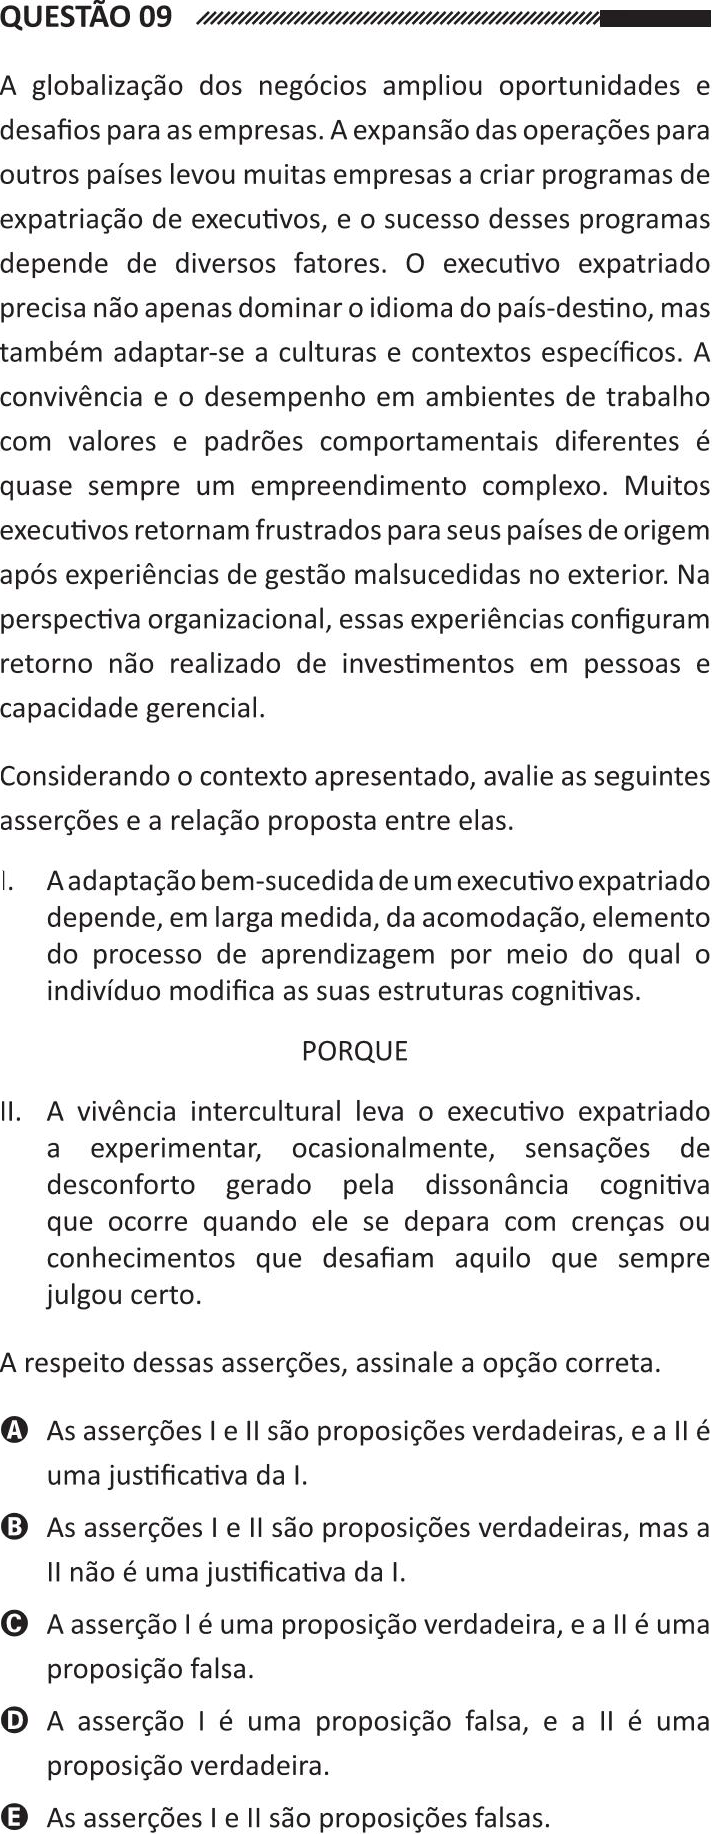 QUESTÃO 09
A globalização dos negócios ampliou oportunidades e
desafios para as empresas. A expansão das operações para
outros países levou muitas empresas a criar programas de
expatriação de executivos, e o sucesso desses programas
depende de diversos fatores. O executivo expatriado
precisa não apenas dominar o idioma do país-destino, mas
também adaptar-se a culturas e contextos específicos. A
convivência e o desempenho em ambientes de trabalho
com valores e padrões comportamentais diferentes é
quase sempre um empreendimento complexo. Muitos
executivos retornam frustrados para seus países de origem
após experiências de gestão malsucedidas no exterior. Na
perspectiva organizacional, essas experiências configuram
retorno não realizado de investimentos em pessoas e
capacidade gerencial.
Considerando o contexto apresentado, avalie as seguintes
asserções e a relação proposta entre elas.
I. A adaptação bem-sucedida de um executivo expatriado
depende, em larga medida, da acomodação, elemento
do processo de aprendizagem por meio do qual o
indivíduo modifica as suas estruturas cognitivas.
PORQUE
II. A vivência intercultural leva o executivo expatriado
a experimentar, ocasionalmente, sensações de
desconforto gerado pela dissonância cognitiva
que ocorre quando ele se depara com crenças ou
conhecimentos que desafiam aquilo que sempre
julgou certo.
A respeito dessas asserções, assinale a opção correta.
A As asserções I e II são proposições verdadeiras, e a II é
uma justificativa da I.
B As asserções I e II são proposições verdadeiras, mas a
II não é uma justificativa da I.
C A asserção I é uma proposição verdadeira, e a II é uma
proposição falsa.
D A asserção I é uma proposição falsa, e a II é uma
proposição verdadeira.
E As asserções I e II são proposições falsas.